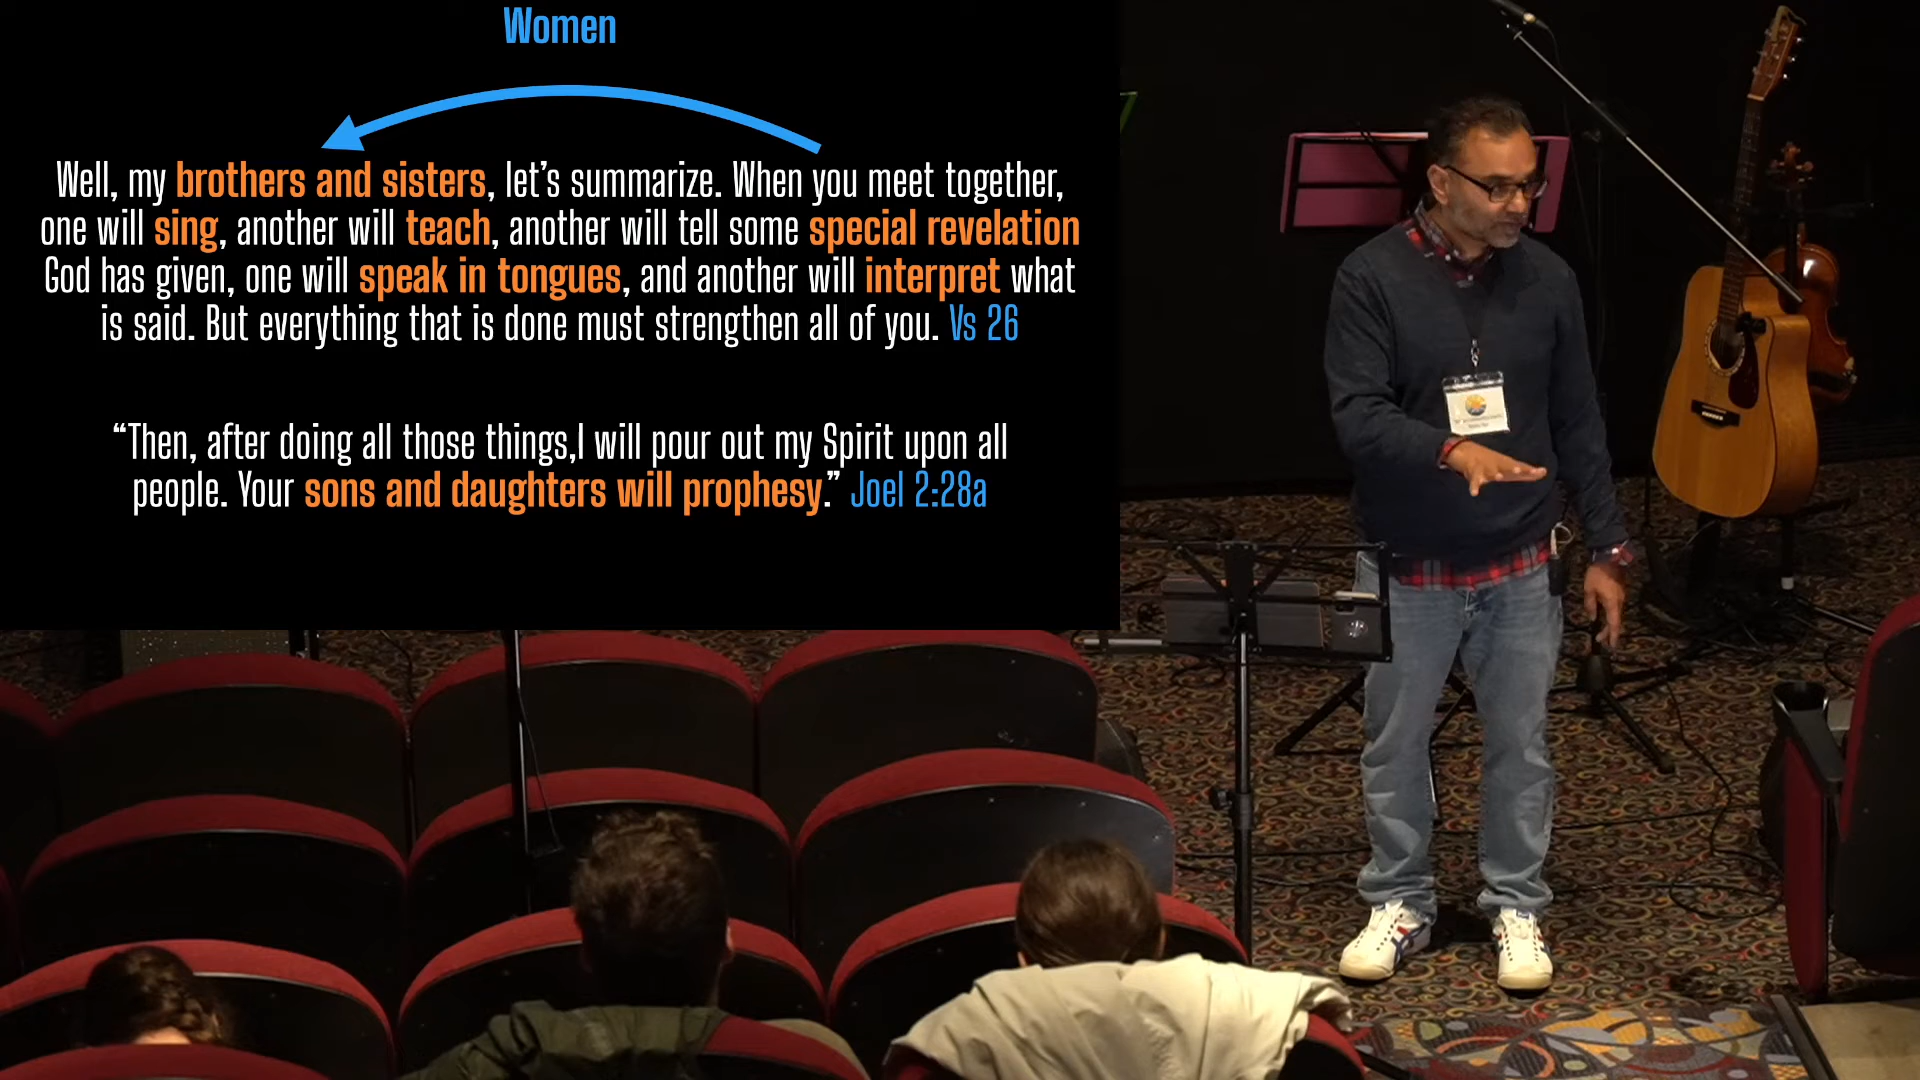 Women
Well, my brothers and sisters, let’s summarize. When you meet together,
one will sing, another will teach, another will tell some special revelation
God has given, one will speak in tongues, and another will interpret what
is said. But everything that is done must strengthen all of you. Vs 26
“Then, after doing all those things,I will pour out my Spirit upon all
people. Your sons and daughters will prophesy.” Joel 2:28a